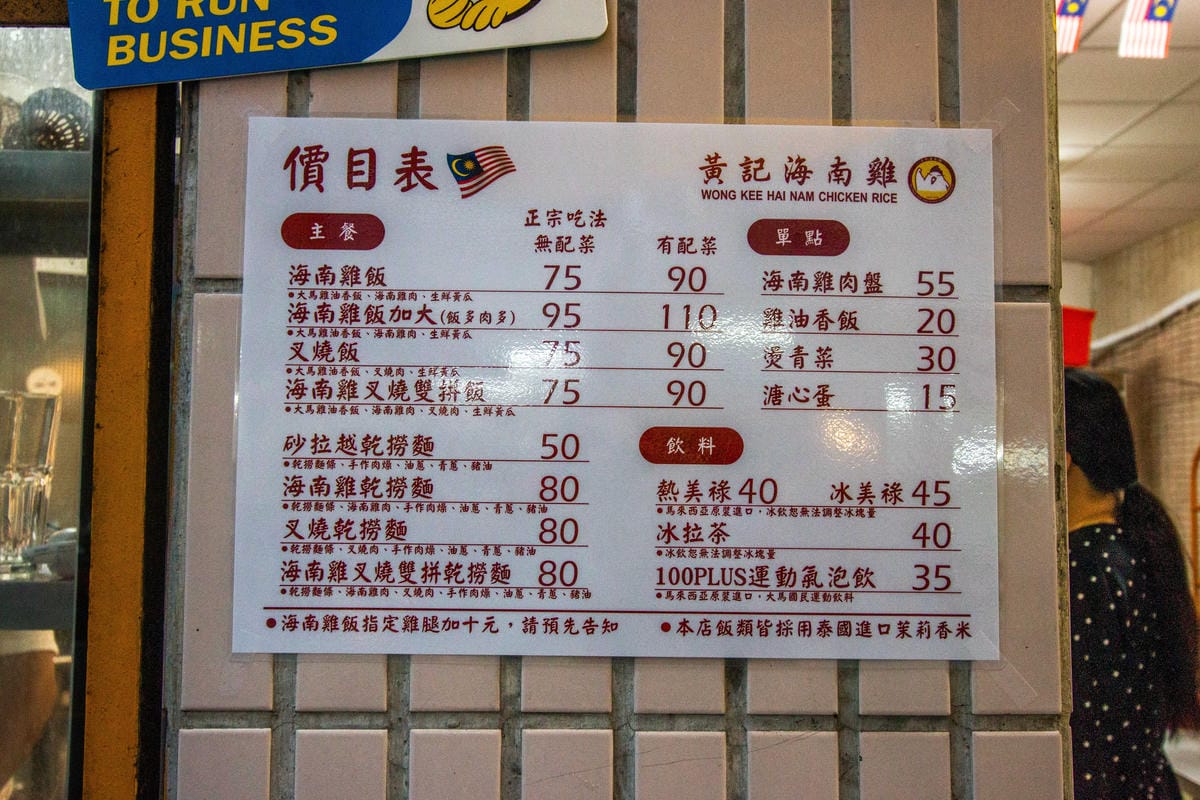 TO RUN
BUSINESS
價目表
黃記海南雞
WONG KEE HAI NAM CHICKEN RICE
主餐
正宗吃法
無配菜 有配菜
海南雞飯 75 90
●大馬雞油香飯、海南雞肉、生鮮黃瓜
海南雞飯加大(飯多肉多) 95 110
●大馬雞油香飯、海南雞肉、生鮮黃瓜
叉燒飯 75 90
●大馬雞油香飯、叉燒肉、生鮮黃瓜
海南雞叉燒雙拼飯 75 90
●大馬雞油香飯、海南雞肉、叉燒肉、生鮮黃瓜
砂拉越乾撈麵 50
●乾撈麵條、手作肉燥、油蔥、青蔥、豬油
海南雞乾撈麵 80
●乾撈麵條、海南雞肉、手作肉燥、油蔥、青蔥、豬油
叉燒乾撈麵 80
●乾撈麵條、叉燒肉、手作肉燥、油蔥、青蔥、豬油
海南雞叉燒雙拼乾撈麵 80
●乾撈麵條、海南雞肉、叉燒肉、手作肉燥、油蔥、青蔥、豬油
單點
海南雞肉盤 55
雞油香飯 20
燙青菜 30
溏心蛋 15
飲料
熱美祿 40 冰美祿 45
●馬來西亞原裝進口，冰飲恕無法調整冰塊量
冰拉茶 40
●冰飲恕無法調整冰塊量
100PLUS運動氣泡飲 35
●馬來西亞原裝進口，大馬國民運動飲料
●海南雞飯指定雞腿加十元，請預先告知 ●本店飯類皆採用泰國進口茉莉香米